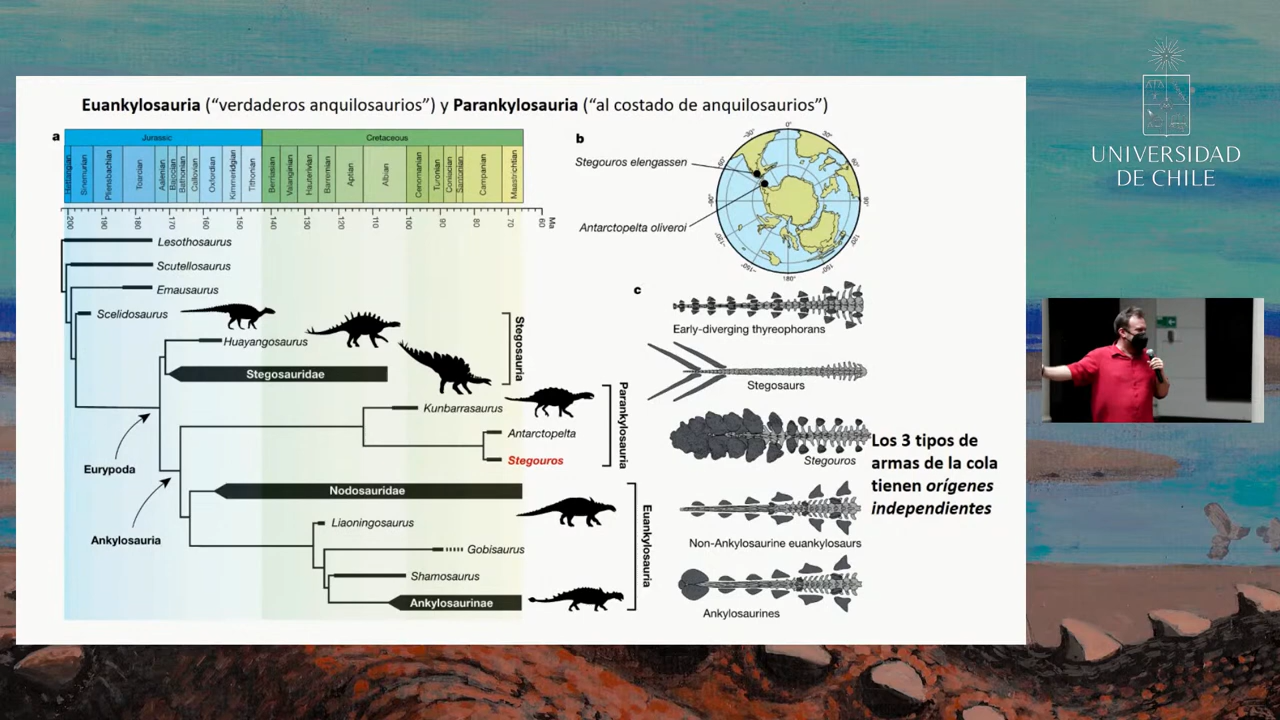 Euankylosauria (“verdaderos anquilosaurios”) y Parankylosauria (“al costado de anquilosaurios”)
UNIVERSIDAD
DE CHILE
a
Jurassic
Cretaceous
Hettangian
Sinemurian
Pliensbachian
Toarcian
Aalenian
Bajocian
Bathonian
Callovian
Oxfordian
Kimmeridgian
Tithonian
Berriasian
Valanginian
Hauterivian
Barremian
Aptian
Albian
Cenomanian
Turonian
Coniacian
Santonian
Campanian
Maastrichtian
200
190
180
170
160
150
140
130
120
110
100
90
80
70
60
Ma
Lesothosaurus
Scutellosaurus
Emausaurus
Scelidosaurus
Huayangosaurus
Stegosauridae
Stegosauria
Kunbarrasaurus
Antarctopelta
Stegouros
Parankylosauria
Eurypoda
Ankylosauria
Nodosauridae
Liaoningosaurus
Gobisaurus
Shamosaurus
Ankylosaurinae
Euankylosauria
b
Stegouros elengassen
Antarctopelta oliveroi
0°
30°
180°
c
Early-diverging thyreophorans
Stegosaurs
Stegouros
Non-Ankylosaurine euankylosaurs
Ankylosaurines
Los 3 tipos de
armas de la cola
tienen orígenes
independientes